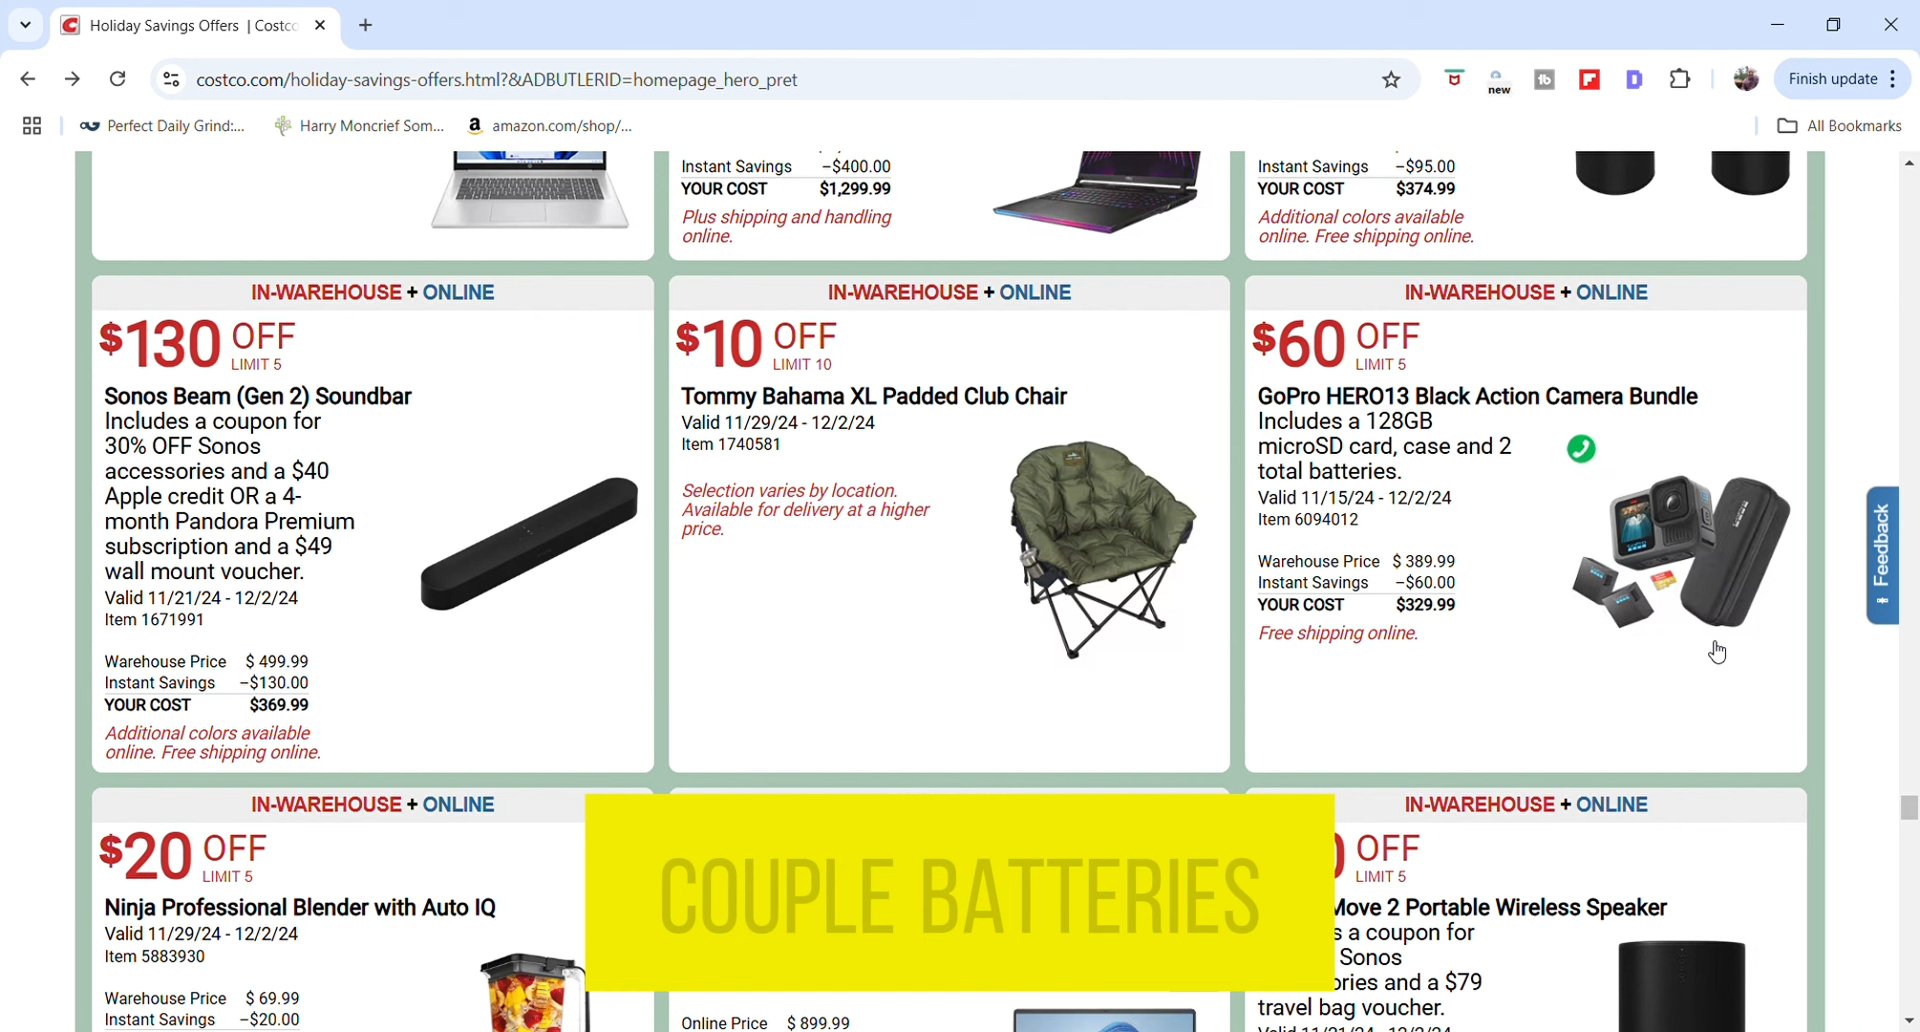 Holiday Savings Offers | Costc
costco.com/holiday-savings-offers.html?&ADBUTLERID=homepage_hero_pret
new
Finish update
Perfect Daily Grind:...
Harry Moncrief Som...
amazon.com/shop/...
All Bookmarks
Instant Savings -$400.00
YOUR COST $1,299.99
Plus shipping and handling
online.
Instant Savings -$95.00
YOUR COST $374.99
Additional colors available
online. Free shipping online.
IN-WAREHOUSE + ONLINE
$130 OFF
LIMIT 5
Sonos Beam (Gen 2) Soundbar
Includes a coupon for
30% OFF Sonos
accessories and a $40
Apple credit OR a 4-
month Pandora Premium
subscription and a $49
wall mount voucher.
Valid 11/21/24 - 12/2/24
Item 1671991
Warehouse Price $ 499.99
Instant Savings -$130.00
YOUR COST $369.99
Additional colors available
online. Free shipping online.
IN-WAREHOUSE + ONLINE
$10 OFF
LIMIT 10
Tommy Bahama XL Padded Club Chair
Valid 11/29/24 - 12/2/24
Item 1740581
Selection varies by location.
Available for delivery at a higher
price.
IN-WAREHOUSE + ONLINE
$60 OFF
LIMIT 5
GoPro HERO13 Black Action Camera Bundle
Includes a 128GB
microSD card, case and 2
total batteries.
Valid 11/15/24 - 12/2/24
Item 6094012
Warehouse Price $ 389.99
Instant Savings -$60.00
YOUR COST $329.99
Free shipping online.
Feedback
IN-WAREHOUSE + ONLINE
$20 OFF
LIMIT 5
Ninja Professional Blender with Auto IQ
Valid 11/29/24 - 12/2/24
Item 5883930
Warehouse Price $ 69.99
Instant Savings -$20.00
COUPLE BATTERIES
Online Price $ 899.99
IN-WAREHOUSE + ONLINE
OFF
LIMIT 5
Move 2 Portable Wireless Speaker
s a coupon for
Sonos
ories and a $79
travel bag voucher.